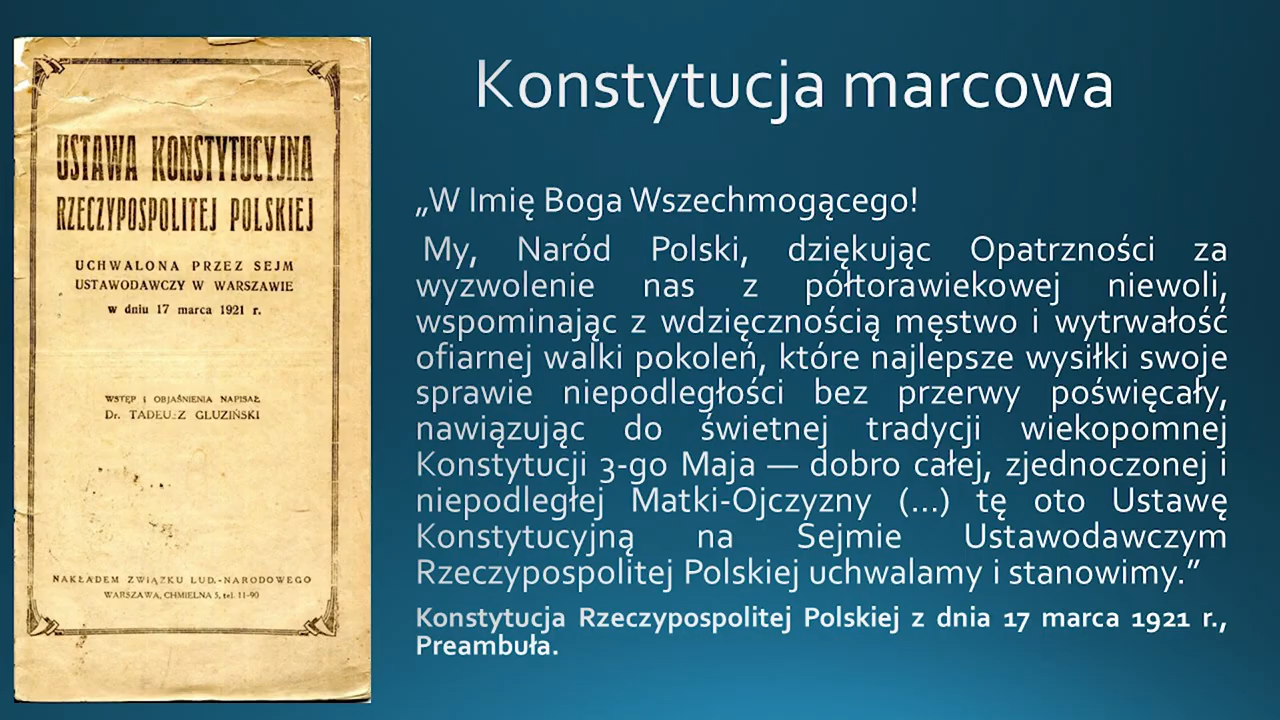 USTAWA KONSTYTUCYJNA
RZECZYPOSPOLITEJ POLSKIEJ
UCHWALONA PRZEZ SEJM
USTAWODAWCZY W WARSZAWIE
w dniu 17 marca 1921 r.
WSTĘP I OBJAŚNIENIA NAPISAŁ
Dr. TADEUSZ GLUZIŃSKI
NAKŁADEM ZWIĄZKU LUD.-NARODOWEGO
WARSZAWA, CHMIELNA 5, tel. 11-90
Konstytucja marcowa
„W Imię Boga Wszechmogącego!
My, Naród Polski, dziękując Opatrzności za
wyzwolenie nas z półtorawiekowej niewoli,
wspominając z wdzięcznością męstwo i wytrwałość
ofiarnej walki pokoleń, które najlepsze wysiłki swoje
sprawie niepodległości bez przerwy poświęcały,
nawiązując do świetnej tradycji wiekopomnej
Konstytucji 3-go Maja — dobro całej, zjednoczonej i
niepodległej Matki-Ojczyzny (...) tę oto Ustawę
Konstytucyjną na Sejmie Ustawodawczym
Rzeczypospolitej Polskiej uchwalamy i stanowimy.”
Konstytucja Rzeczypospolitej Polskiej z dnia 17 marca 1921 r.,
Preambuła.